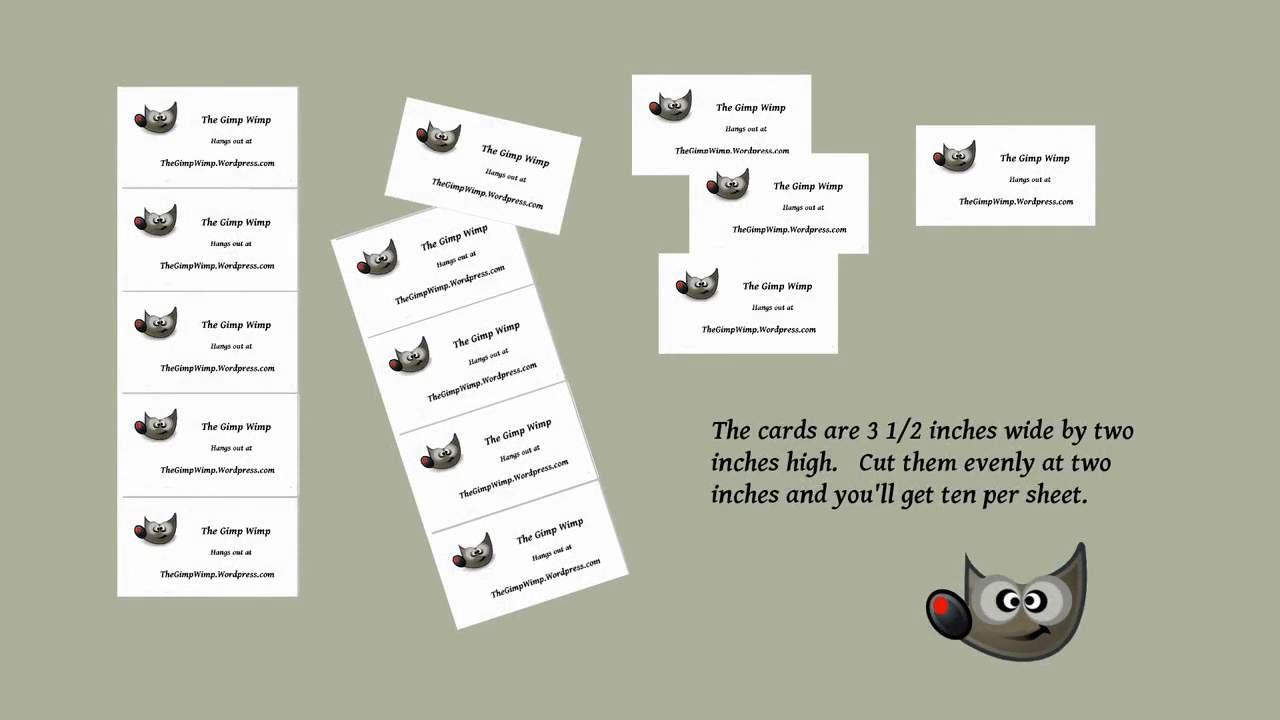 The Gimp Wimp
Hangs out at
TheGimpWimp.Wordpress.com
The Gimp Wimp
Hangs out at
TheGimpWimp.Wordpress.com
The Gimp Wimp
Hangs out at
TheGimpWimp.Wordpress.com
The Gimp Wimp
Hangs out at
TheGimpWimp.Wordpress.com
The Gimp Wimp
Hangs out at
TheGimpWimp.Wordpress.com
The Gimp Wimp
Hangs out at
TheGimpWimp.Wordpress.com
The Gimp Wimp
Hangs out at
TheGimpWimp.Wordpress.com
The Gimp Wimp
Hangs out at
TheGimpWimp.Wordpress.com
The Gimp Wimp
Hangs out at
TheGimpWimp.Wordpress.com
The Gimp Wimp
Hangs out at
TheGimpWimp.Wordpress.com
The Gimp Wimp
Hangs out at
TheGimpWimp.Wordpress.com
The Gimp Wimp
Hangs out at
TheGimpWimp.Wordpress.com
The Gimp Wimp
Hangs out at
TheGimpWimp.Wordpress.com
The Gimp Wimp
Hangs out at
TheGimpWimp.Wordpress.com
The cards are 3 1/2 inches wide by two
inches high. Cut them evenly at two
inches and you'll get ten per sheet.